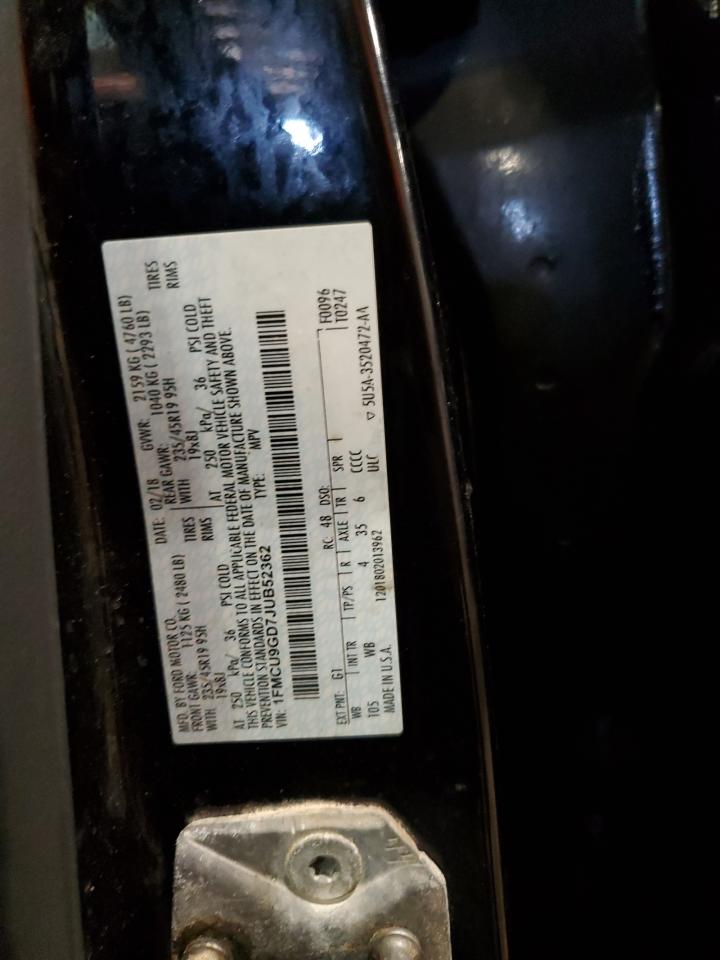 MFD. BY FORD MOTOR CO. DATE: 02/18 GVWR: 2159 KG ( 4760 LB)
FRONT GAWR: 1125 KG ( 2480 LB) REAR GAWR: 1040 KG ( 2293 LB)
WITH 235/45R19 95H TIRES WITH 235/45R19 95H TIRES
19x8J RIMS 19x8J RIMS
AT 250 kPa/ 36 PSI COLD AT 250 kPa/ 36 PSI COLD
THIS VEHICLE CONFORMS TO ALL APPLICABLE FEDERAL MOTOR VEHICLE SAFETY AND THEFT
PREVENTION STANDARDS IN EFFECT ON THE DATE OF MANUFACTURE SHOWN ABOVE.
VIN: 1FMCU9GD7JUB52362 TYPE: MPV
F0096
EXT PNT: G1 RC: 48 DSO: T0247
WB INT TR TP/PS R AXLE TR SPR
105 WB 4 35 6 CCCC
MADE IN U.S.A. 1201802013962 ULC ▽ 5U5A-3520472-AA